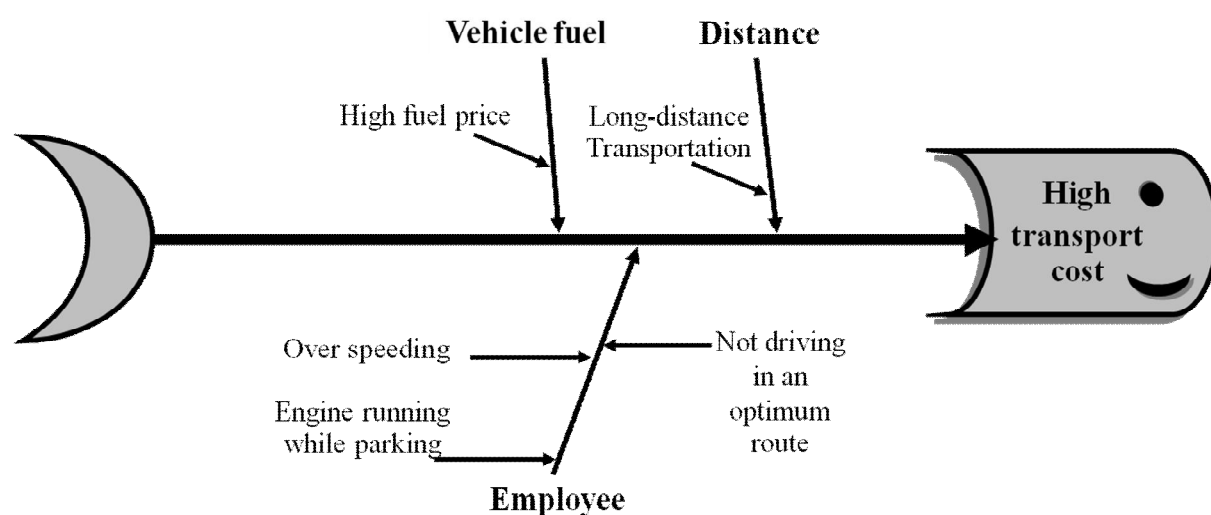 Vehicle fuel
Distance
High fuel price
Long-distance
Transportation
High
transport
cost
Over speeding
Not driving
in an
optimum
route
Engine running
while parking
Employee